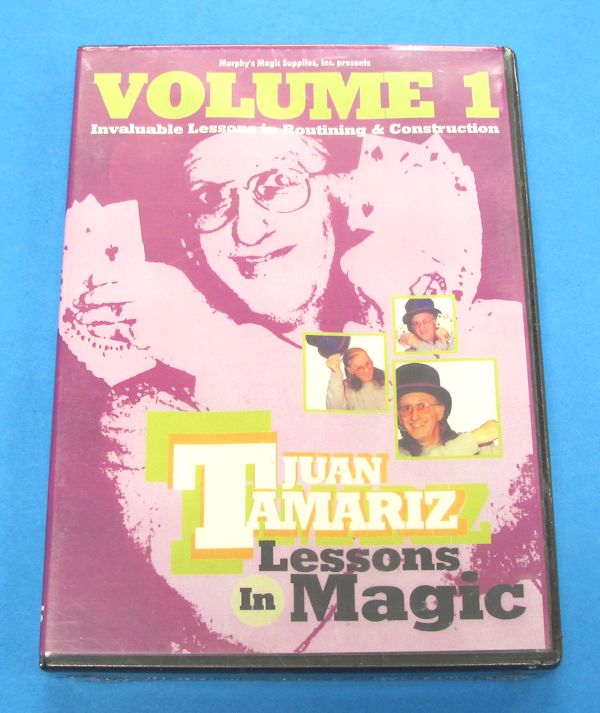 Murphy's Magic Supplies, Inc. presents
VOLUME 1
Invaluable Lessons in Routining & Construction
JUAN
TAMARIZ
Lessons
In Magic